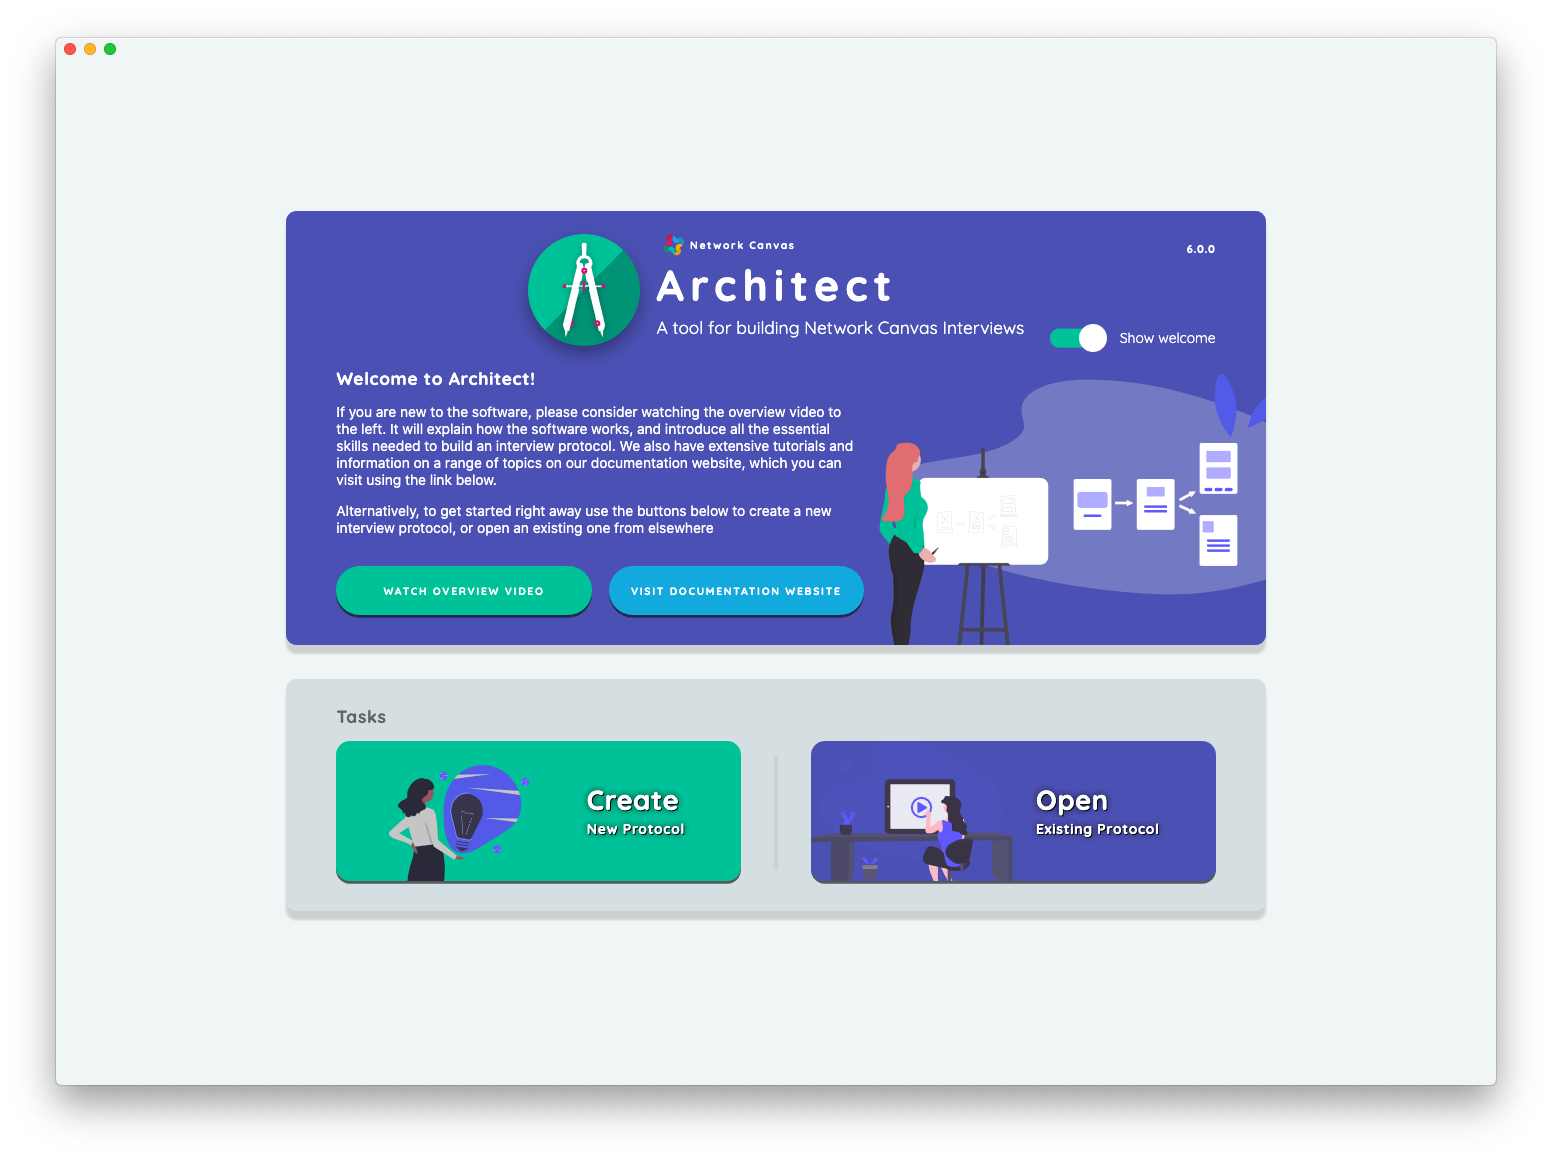 Network Canvas
6.0.0
Architect
A tool for building Network Canvas Interviews
Show welcome
Welcome to Architect!
If you are new to the software, please consider watching the overview video to
the left. It will explain how the software works, and introduce all the essential
skills needed to build an interview protocol. We also have extensive tutorials and
information on a range of topics on our documentation website, which you can
visit using the link below.
Alternatively, to get started right away use the buttons below to create a new
interview protocol, or open an existing one from elsewhere
WATCH OVERVIEW VIDEO
VISIT DOCUMENTATION WEBSITE
Tasks
Create
New Protocol
Open
Existing Protocol